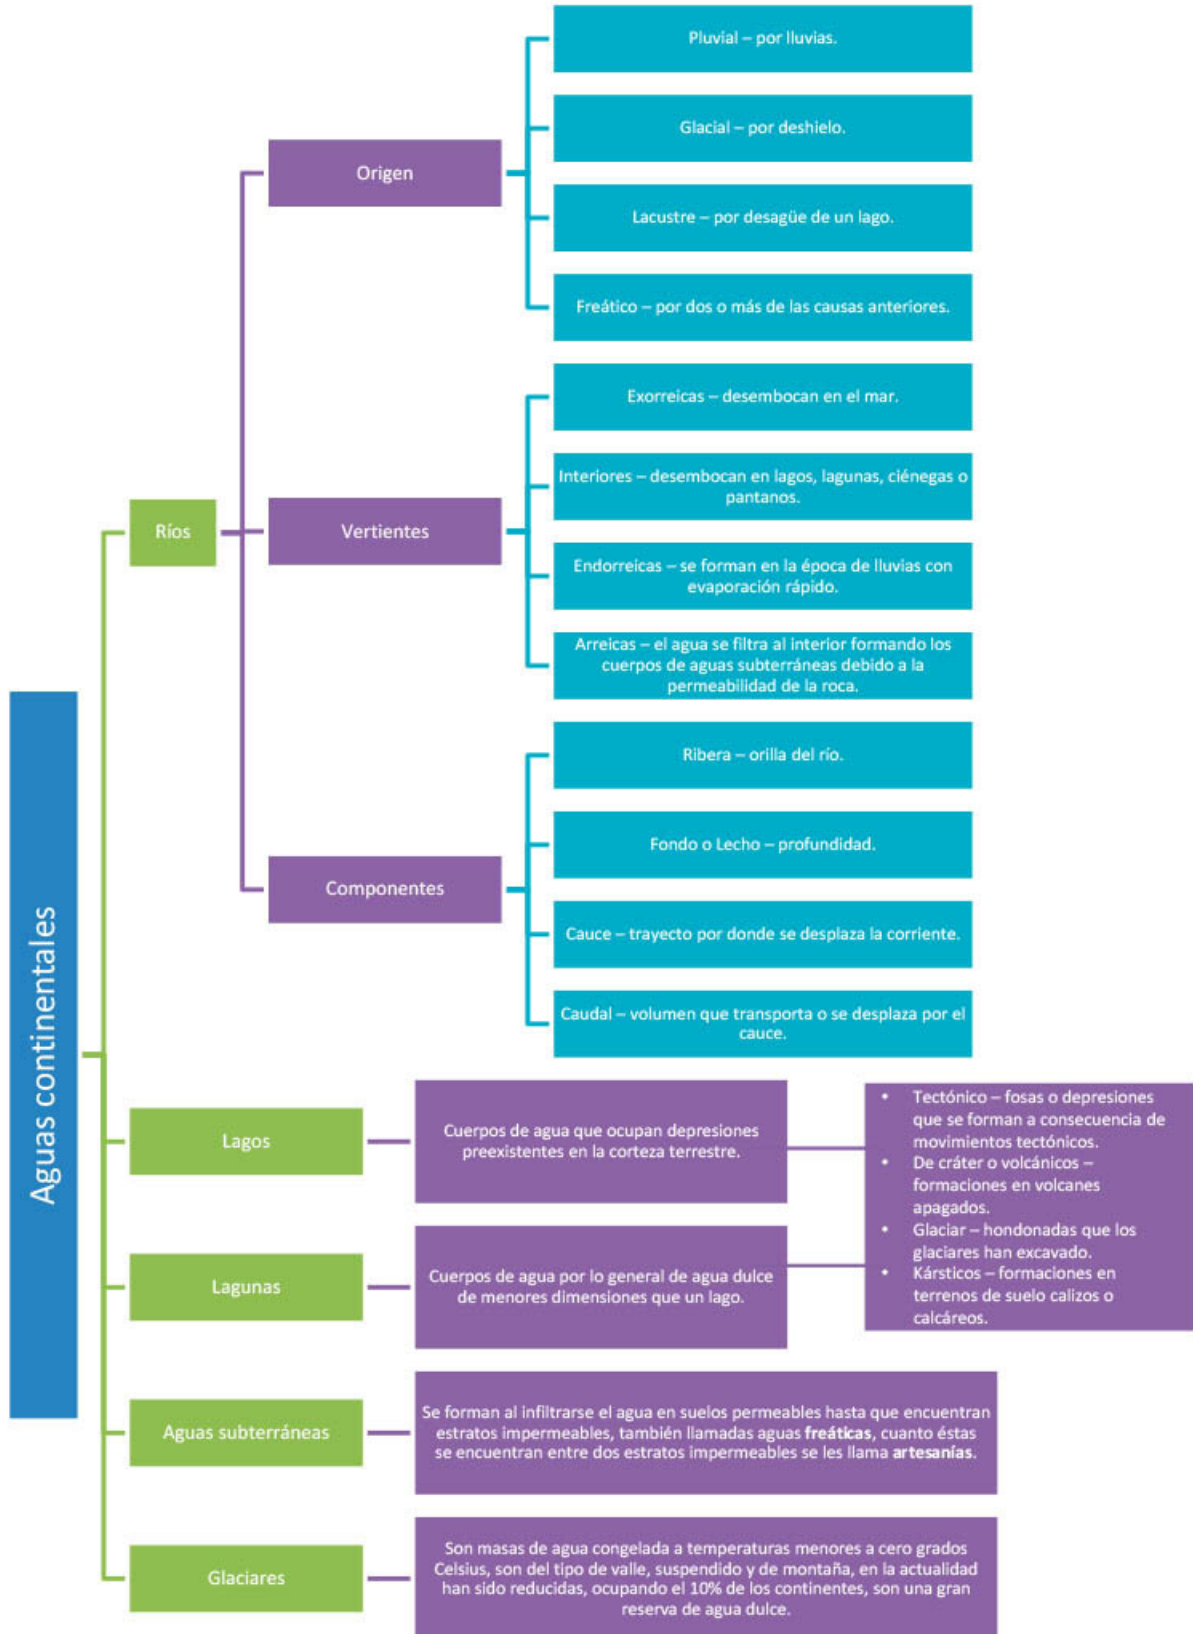 Aguas continentales
Ríos
Origen
Pluvial – por lluvias.
Glacial – por deshielo.
Lacustre – por desagüe de un lago.
Freático – por dos o más de las causas anteriores.
Vertientes
Exorreicas – desembocan en el mar.
Interiores – desembocan en lagos, lagunas, ciénegas o
pantanos.
Endorreicas – se forman en la época de lluvias con
evaporación rápido.
Arreicas – el agua se filtra al interior formando los
cuerpos de aguas subterráneas debido a la
permeabilidad de la roca.
Componentes
Ribera – orilla del río.
Fondo o Lecho – profundidad.
Cauce – trayecto por donde se desplaza la corriente.
Caudal – volumen que transporta o se desplaza por el
cauce.
Lagos
Cuerpos de agua que ocupan depresiones
preexistentes en la corteza terrestre.
Lagunas
Cuerpos de agua por lo general de agua dulce
de menores dimensiones que un lago.
• Tectónico – fosas o depresiones
que se forman a consecuencia de
movimientos tectónicos.
• De cráter o volcánicos –
formaciones en volcanes
apagados.
• Glaciar – hondonadas que los
glaciares han excavado.
• Kársticos – formaciones en
terrenos de suelo calizos o
calcáreos.
Aguas subterráneas
Se forman al infiltrarse el agua en suelos permeables hasta que encuentran
estratos impermeables, también llamadas aguas freáticas, cuanto éstas
se encuentran entre dos estratos impermeables se les llama artesanías.
Glaciares
Son masas de agua congelada a temperaturas menores a cero grados
Celsius, son del tipo de valle, suspendido y de montaña, en la actualidad
han sido reducidas, ocupando el 10% de los continentes, son una gran
reserva de agua dulce.